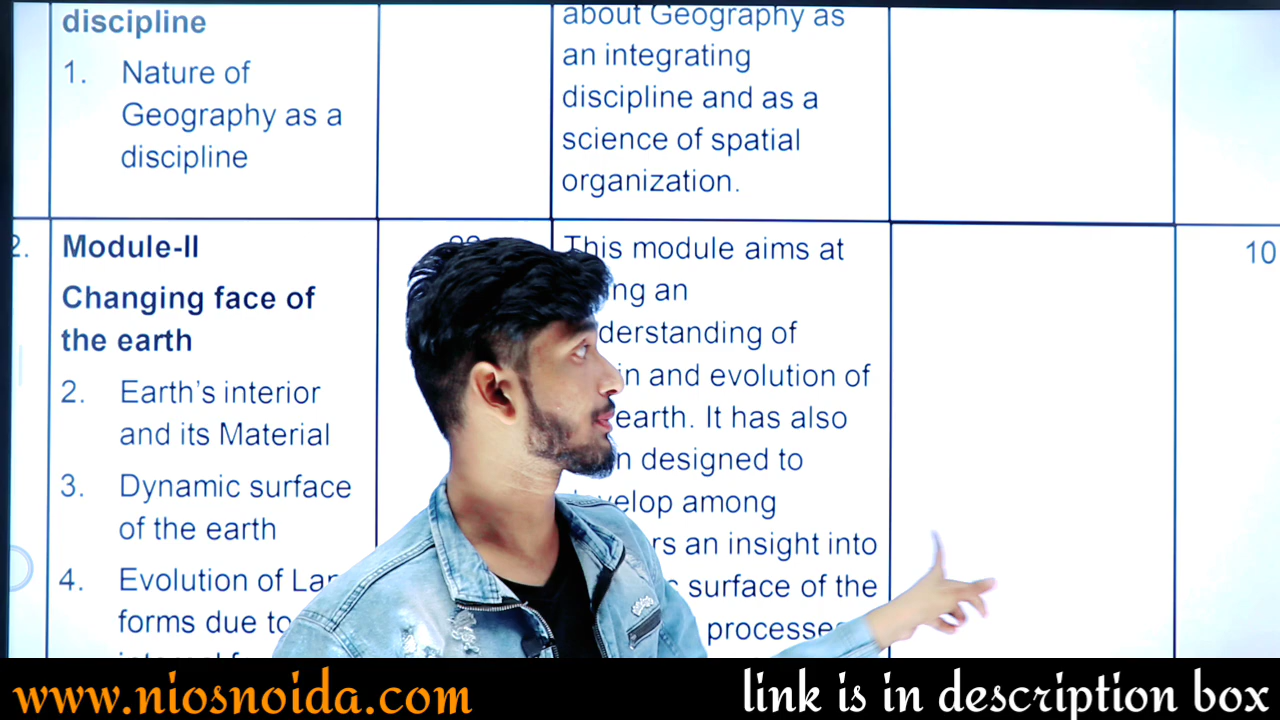 discipline
1. Nature of
Geography as a
discipline
about Geography as
an integrating
discipline and as a
science of spatial
organization.
2.
Module-II
Changing face of
the earth
2. Earth's interior
and its Material
3. Dynamic surface
of the earth
4. Evolution of
forms due to
This module aims at
an
of
and evolution of
earth. It has also
designed to
among
an insight into
surface of the
10
www.niosnoida.com
link is in description box